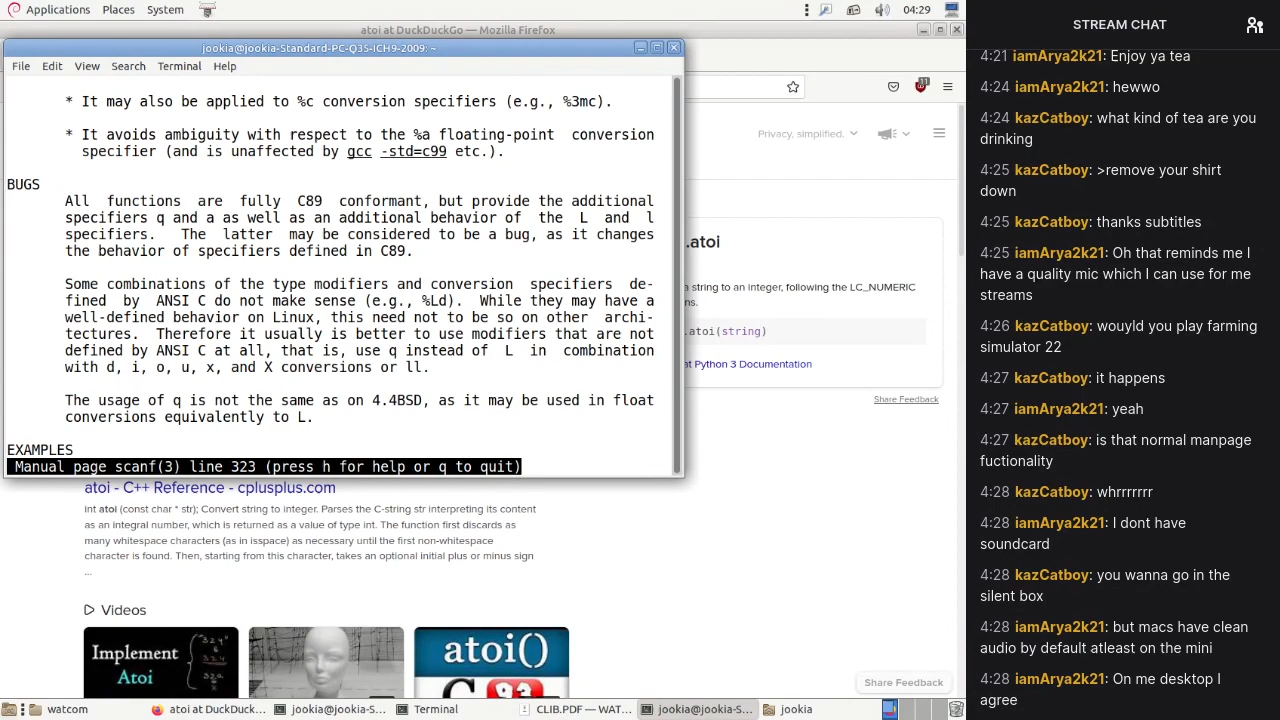 Applications Places System
04:29
atoi at DuckDuckGo — Mozilla Firefox
jookia@jookia-Standard-PC-Q35-ICH9-2009: ~
File Edit View Search Terminal Help
* It may also be applied to %c conversion specifiers (e.g., %3mc).
* It avoids ambiguity with respect to the %a floating-point conversion
specifier (and is unaffected by gcc -std=c99 etc.).
BUGS
All functions are fully C89 conformant, but provide the additional
specifiers q and a as well as an additional behavior of the L and l
specifiers. The latter may be considered to be a bug, as it changes
the behavior of specifiers defined in C89.
Some combinations of the type modifiers and conversion specifiers de-
fined by ANSI C do not make sense (e.g., %Ld). While they may have a
well-defined behavior on Linux, this need not to be so on other archi-
tectures. Therefore it usually is better to use modifiers that are not
defined by ANSI C at all, that is, use q instead of L in combination
with d, i, o, u, x, and X conversions or ll.
The usage of q is not the same as on 4.4BSD, as it may be used in float
conversions equivalently to L.
EXAMPLES
Manual page scanf(3) line 323 (press h for help or q to quit)
11
Privacy, simplified.
.atoi
string to an integer, following the LC_NUMERIC
ns.
.atoi(string)
at Python 3 Documentation
Share Feedback
atoi - C++ Reference - cplusplus.com
int atoi (const char * str); Convert string to integer. Parses the C-string str interpreting its content
as an integral number, which is returned as a value of type int. The function first discards as
many whitespace characters (as in isspace) as necessary until the first non-whitespace
character is found. Then, starting from this character, takes an optional initial plus or minus sign
...
Videos
Implement
Atoi
atoi()
Share Feedback
watcom
atoi at DuckDuc...
jookia@jookia-S...
Terminal
CLIB.PDF — WAT...
jookia@jookia-S...
jookia
STREAM CHAT
4:21 iamArya2k21: Enjoy ya tea
4:24 iamArya2k21: hewwo
4:24 kazCatboy: what kind of tea are you
drinking
4:25 kazCatboy: >remove your shirt
down
4:25 kazCatboy: thanks subtitles
4:25 iamArya2k21: Oh that reminds me I
have a quality mic which I can use for me
streams
4:26 kazCatboy: wouyld you play farming
simulator 22
4:27 kazCatboy: it happens
4:27 iamArya2k21: yeah
4:27 kazCatboy: is that normal manpage
fuctionality
4:28 kazCatboy: whrrrrrrr
4:28 iamArya2k21: I dont have
soundcard
4:28 kazCatboy: you wanna go in the
silent box
4:28 iamArya2k21: but macs have clean
audio by default atleast on the mini
4:28 iamArya2k21: On me desktop I
agree